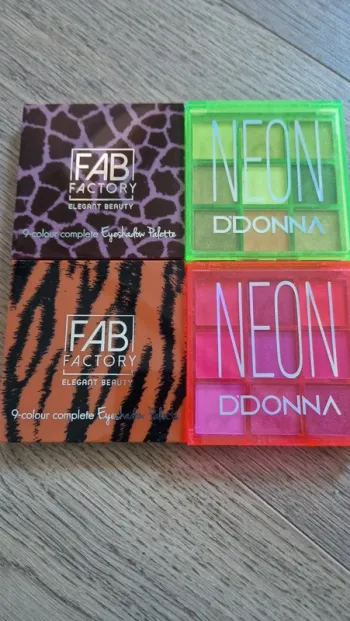 FAB
FACTORY
ELEGANT BEAUTY
9-colour complete Eyeshadow Palette
NEON
D'DONNA
FAB
FACTORY
ELEGANT BEAUTY
9-colour complete Eyeshadow Palette
NEON
D'DONNA